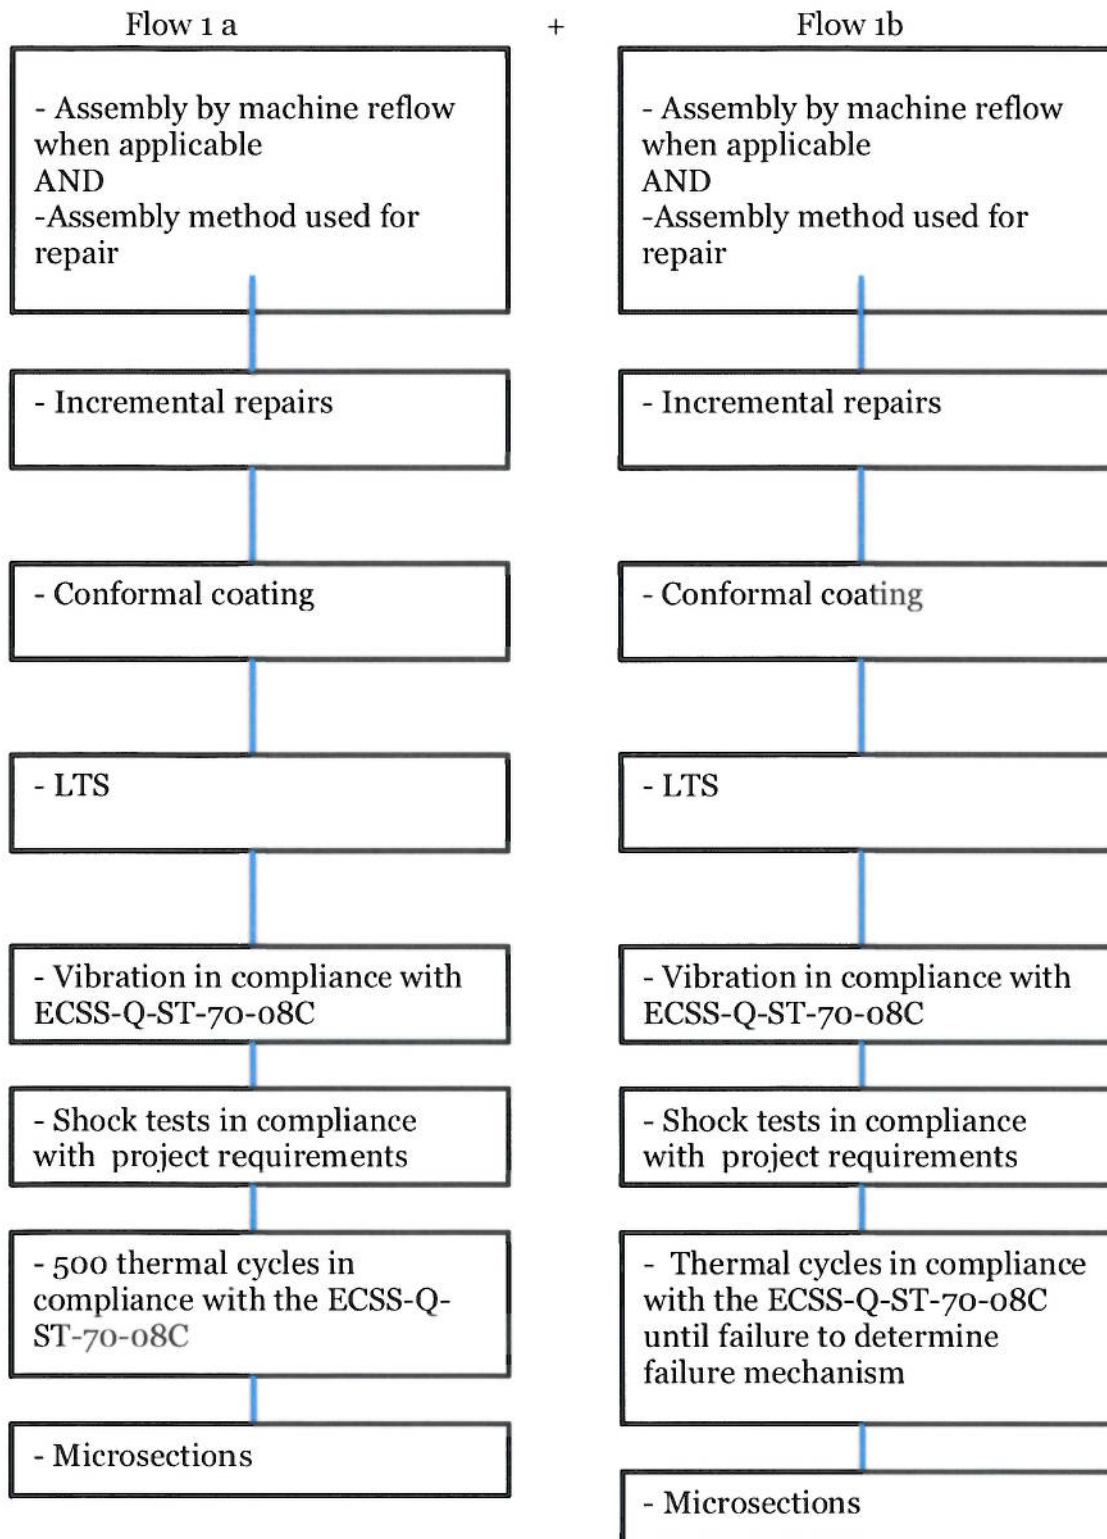 Flow 1 a
+
Flow 1b
- Assembly by machine reflow
when applicable
AND
-Assembly method used for
repair
- Incremental repairs
- Conformal coating
- LTS
- Vibration in compliance with
ECSS-Q-ST-70-08C
- Shock tests in compliance
with project requirements
- 500 thermal cycles in
compliance with the ECSS-Q-
ST-70-08C
- Microsections
- Assembly by machine reflow
when applicable
AND
-Assembly method used for
repair
- Incremental repairs
- Conformal coating
- LTS
- Vibration in compliance with
ECSS-Q-ST-70-08C
- Shock tests in compliance
with project requirements
- Thermal cycles in compliance
with the ECSS-Q-ST-70-08C
until failure to determine
failure mechanism
- Microsections